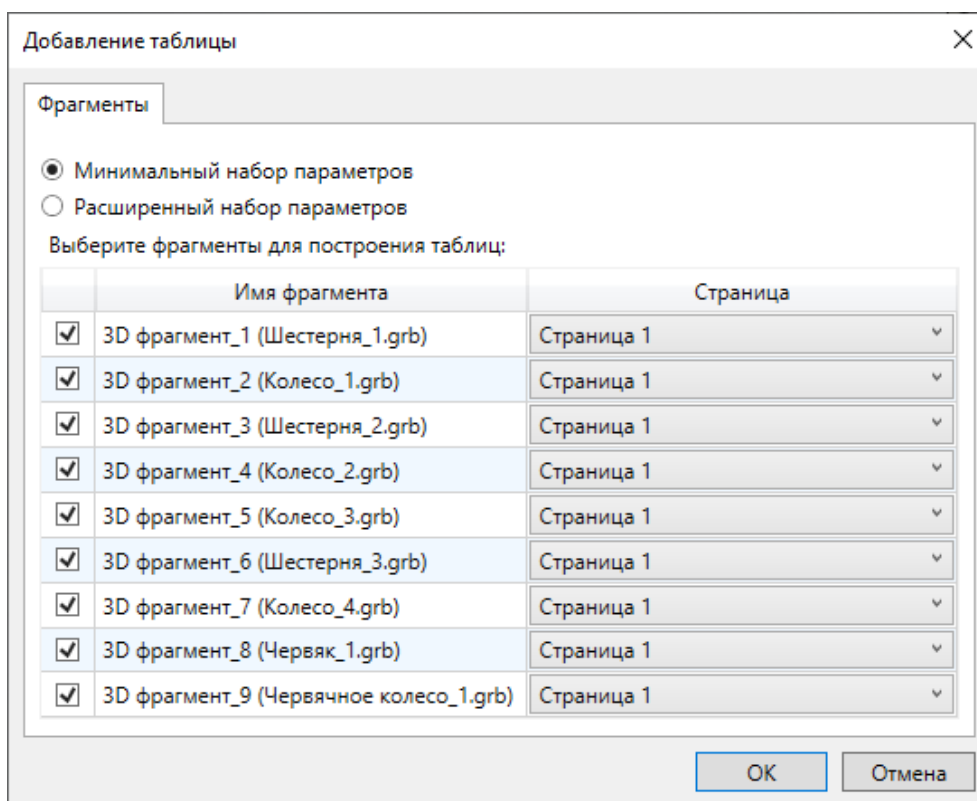 Добавление таблицы
Фрагменты
Минимальный набор параметров
Расширенный набор параметров
Выберите фрагменты для построения таблиц:
Имя фрагмента Страница
3D фрагмент_1 (Шестерня_1.grb) Страница 1
3D фрагмент_2 (Колесо_1.grb) Страница 1
3D фрагмент_3 (Шестерня_2.grb) Страница 1
3D фрагмент_4 (Колесо_2.grb) Страница 1
3D фрагмент_5 (Колесо_3.grb) Страница 1
3D фрагмент_6 (Шестерня_3.grb) Страница 1
3D фрагмент_7 (Колесо_4.grb) Страница 1
3D фрагмент_8 (Червяк_1.grb) Страница 1
3D фрагмент_9 (Червячное колесо_1.grb) Страница 1
ОК Отмена